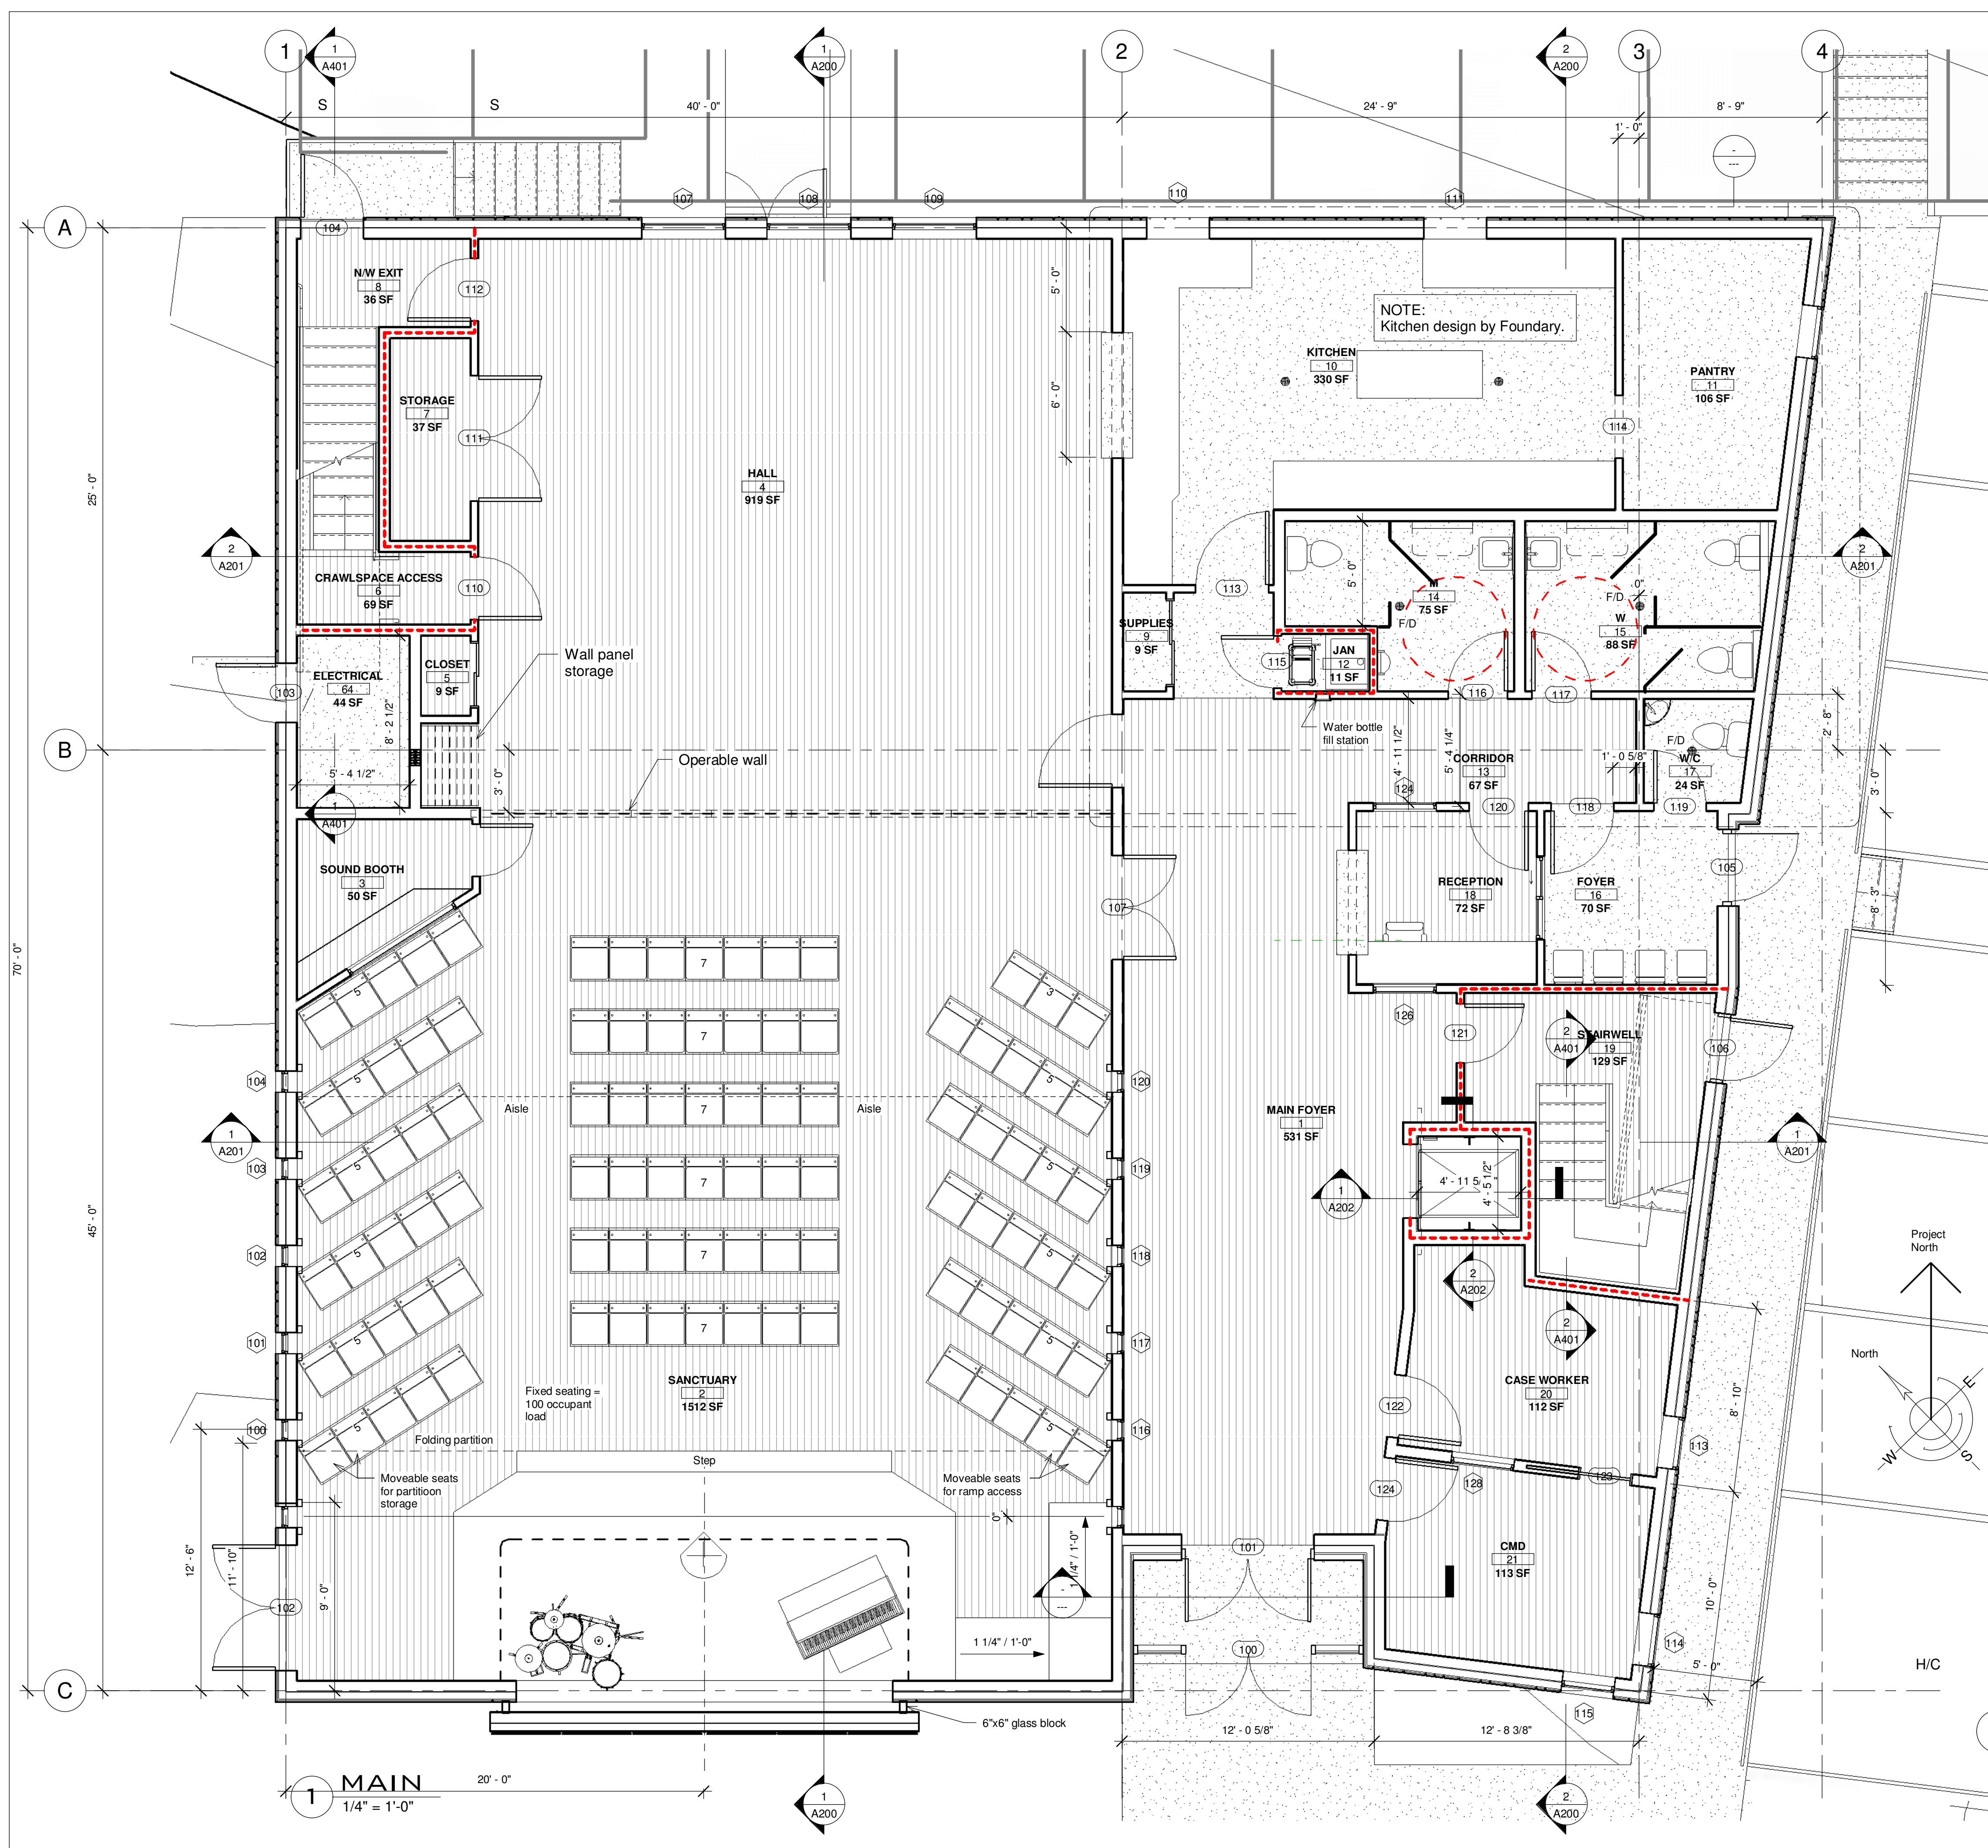 1
1
A401
1
A200
2
2
A200
3
4
S
S
40' - 0"
24' - 9"
8' - 9"
1' - 0"
-
---
107
108
109
110
111
A
104
N/W EXIT
8
36 SF
112
5' - 0"
NOTE:
Kitchen design by Foundary.
KITCHEN
10
330 SF
PANTRY
11
106 SF
6' - 0"
STORAGE
7
37 SF
111
114
HALL
4
919 SF
25' - 0"
2
A201
2
A201
CRAWLSPACE ACCESS
6
69 SF
110
113
5' - 0"
M
14
75 SF
F/D
0"
F/D
W
15
88 SF
SUPPLIES
9
9 SF
115
JAN
12
11 SF
Wall panel
storage
CLOSET
5
9 SF
ELECTRICAL
64
44 SF
103
8' - 2 1/2"
116
117
Water bottle
fill station
4' - 11 1/2"
5' - 4 1/4"
2' - 8"
F/D
B
Operable wall
5' - 4 1/2"
3' - 0"
CORRIDOR
13
67 SF
1' - 0 5/8"
W/C
17
24 SF
3' - 0"
124
120
118
119
1
A401
SOUND BOOTH
3
50 SF
105
RECEPTION
18
72 SF
FOYER
16
70 SF
107
8' - 3"
70' - 0"
5
7
3
7
126
121
2
A401
STAIRWELL
19
129 SF
106
104
5
7
5
120
Aisle
Aisle
MAIN FOYER
1
531 SF
1
A201
1
A201
103
5
7
5
119
4' - 11 5/
4' - 5 1/2"
1
A202
45' - 0"
102
5
7
5
118
2
A202
Project
North
101
5
7
5
117
2
A401
North
E
S
W
SANCTUARY
2
1512 SF
Fixed seating =
100 occupant
load
CASE WORKER
20
112 SF
8' - 10"
122
100
5
5
116
113
Folding partition
Step
Moveable seats
for partitioon
storage
Moveable seats
for ramp access
128
123
124
0"
12' - 6"
11' - 10"
9' - 0"
1 1/4" / 1'-0"
101
CMD
21
113 SF
10' - 0"
102
-
---
1 1/4" / 1'-0"
100
114
5' - 0"
H/C
C
6"x6" glass block
115
12' - 0 5/8"
12' - 8 3/8"
1
MAIN
1/4" = 1'-0"
20' - 0"
1
A200
2
A200